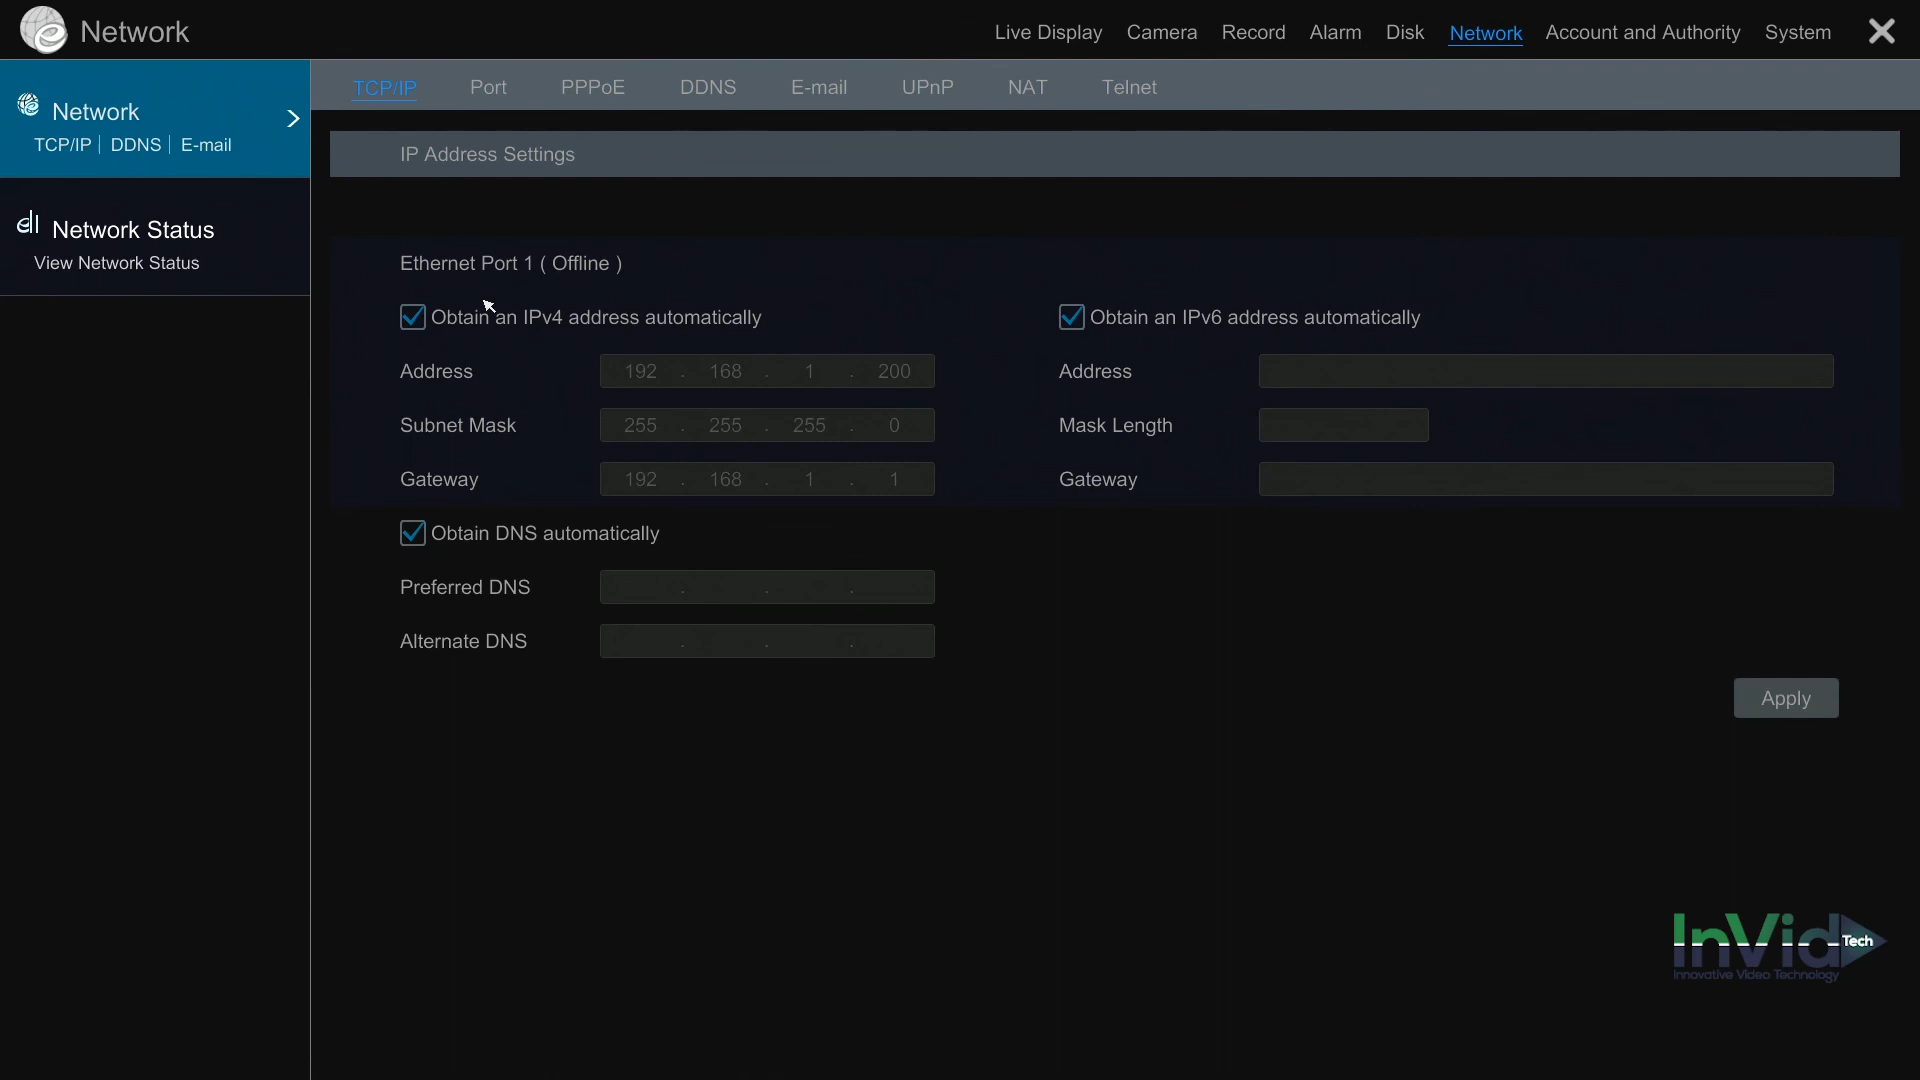 Network
Live Display Camera Record Alarm Disk Network Account and Authority System
Network
TCP/IP DDNS E-mail
Network Status
View Network Status
TCP/IP Port PPPoE DDNS E-mail UPnP NAT Telnet
IP Address Settings
Ethernet Port 1 ( Offline )
Obtain an IPv4 address automatically
Address 192 . 168 . 1 . 200
Subnet Mask 255 . 255 . 255 . 0
Gateway 192 . 168 . 1 . 1
Obtain an IPv6 address automatically
Address
Mask Length
Gateway
Obtain DNS automatically
Preferred DNS . . .
Alternate DNS . . .
Apply
InVid Tech
Innovative Video Technology